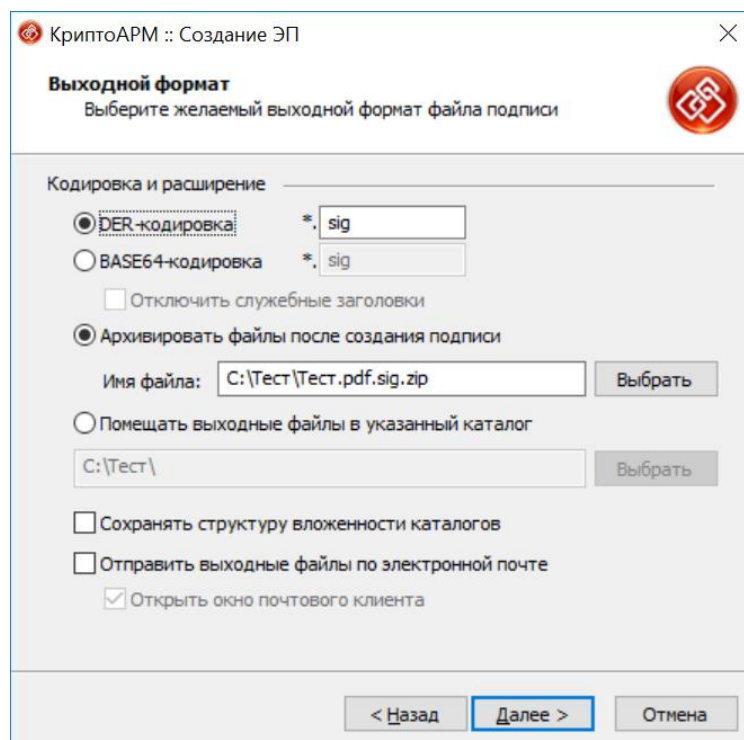 КриптоАРМ :: Создание ЭП
Выходной формат
Выберите желаемый выходной формат файла подписи
Кодировка и расширение
DER-кодировка *. sig
BASE64-кодировка *. sig
Отключить служебные заголовки
Архивировать файлы после создания подписи
Имя файла: C:\Тест\Тест.pdf.sig.zip Выбрать
Помещать выходные файлы в указанный каталог
C:\Тест\ Выбрать
Сохранять структуру вложенности каталогов
Отправить выходные файлы по электронной почте
Открыть окно почтового клиента
< Назад Далее > Отмена